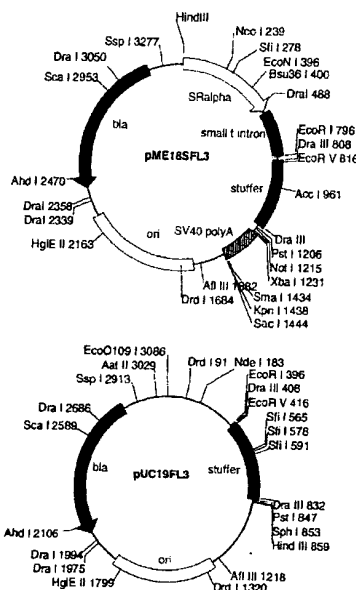 HindIII
Nco I 239
Sfi I 278
EcoN I 396
Bsu36 I 400
DraI 488
SRalpha
small t intron
EcoR I 796
Dra III 808
EcoR V 816
stuffer
Acc I 961
Dra III
Pst I 1206
Not I 1215
Xba I 1231
Sma I 1434
Kpn I 1438
Sac I 1444
SV40 polyA
Drd I 1684
ori
HgiE II 2163
DraI 2339
DraI 2358
Ahd I 2470
bla
pME18SFL3
Sca I 2953
Dra I 3050
Ssp I 3277
EcoO109 I 3086
Aat II 3029
Ssp I 2913
Drd I 91
Nde I 183
EcoR I 396
Dra III 408
EcoR V 416
Sfi I 565
Sfi I 578
Sfi I 591
stuffer
Dra III 832
Pst I 847
Sph I 853
Hind III 859
Afl III 1218
Drd I 1320
ori
HgiE II 1799
Dra I 1975
Dra I 1994
Ahd I 2106
bla
pUC19FL3
Sca I 2589
Dra I 2686